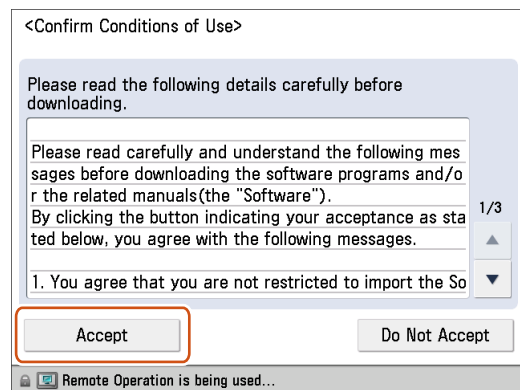 <Confirm Conditions of Use>
Please read the following details carefully before
downloading.
Please read carefully and understand the following mes
sages before downloading the software programs and/o
r the related manuals(the "Software").
By clicking the button indicating your acceptance as sta
ted below, you agree with the following messages.
1. You agree that you are not restricted to import the So
1/3
Accept
Do Not Accept
Remote Operation is being used...